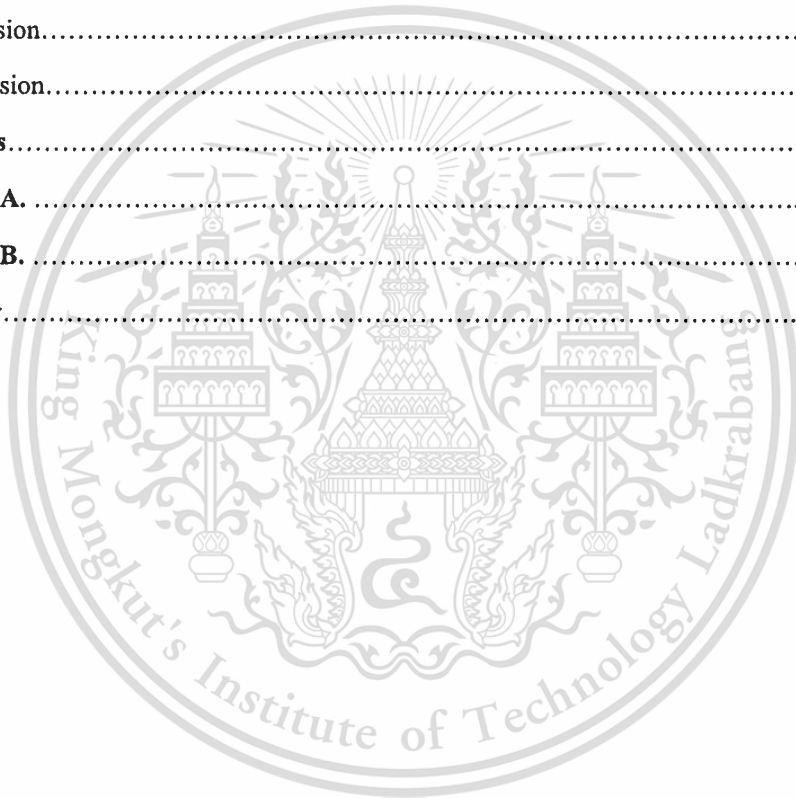 sion.......................................................................................
sion.......................................................................................
s..............................................................................................
A. ..........................................................................................
B. ..........................................................................................
..............................................................................................
King Mongkut's Institute of Technology Ladkrabang